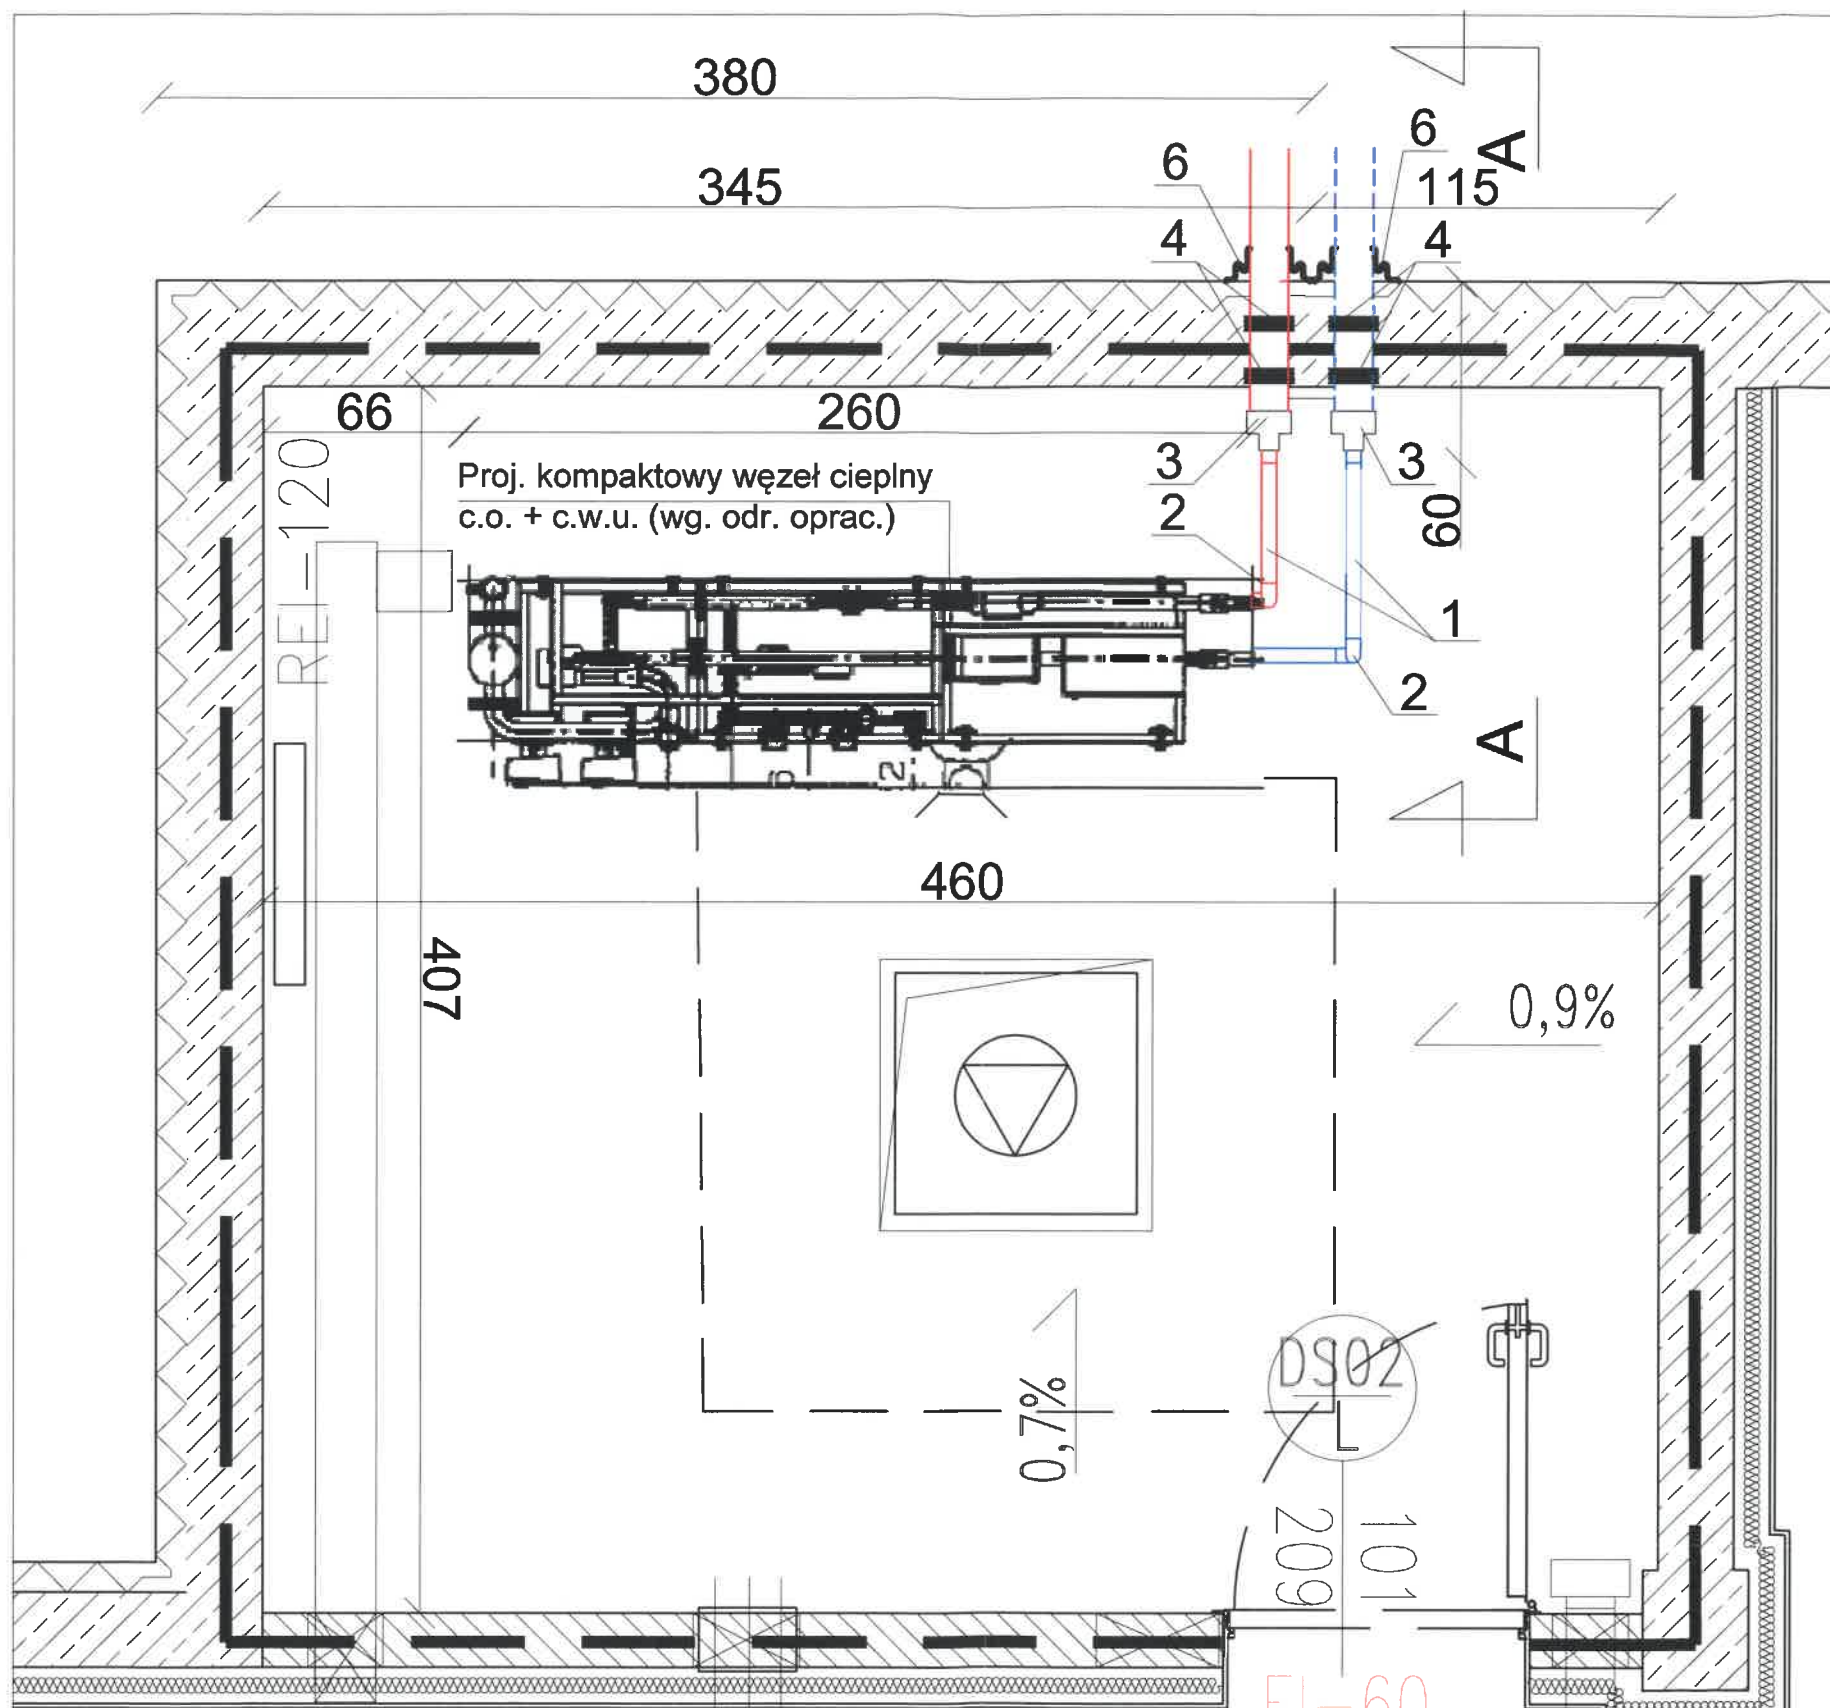 380
A
6
6
345
115
4
4
66
260
3
3
Proj. kompaktowy węzeł cieplny
c.o. + c.w.u. (wg. odr. oprac.)
2
60
REI-120
1
2
A
460
407
0,9%
0,7%
DS02
L
101
209
EI-60